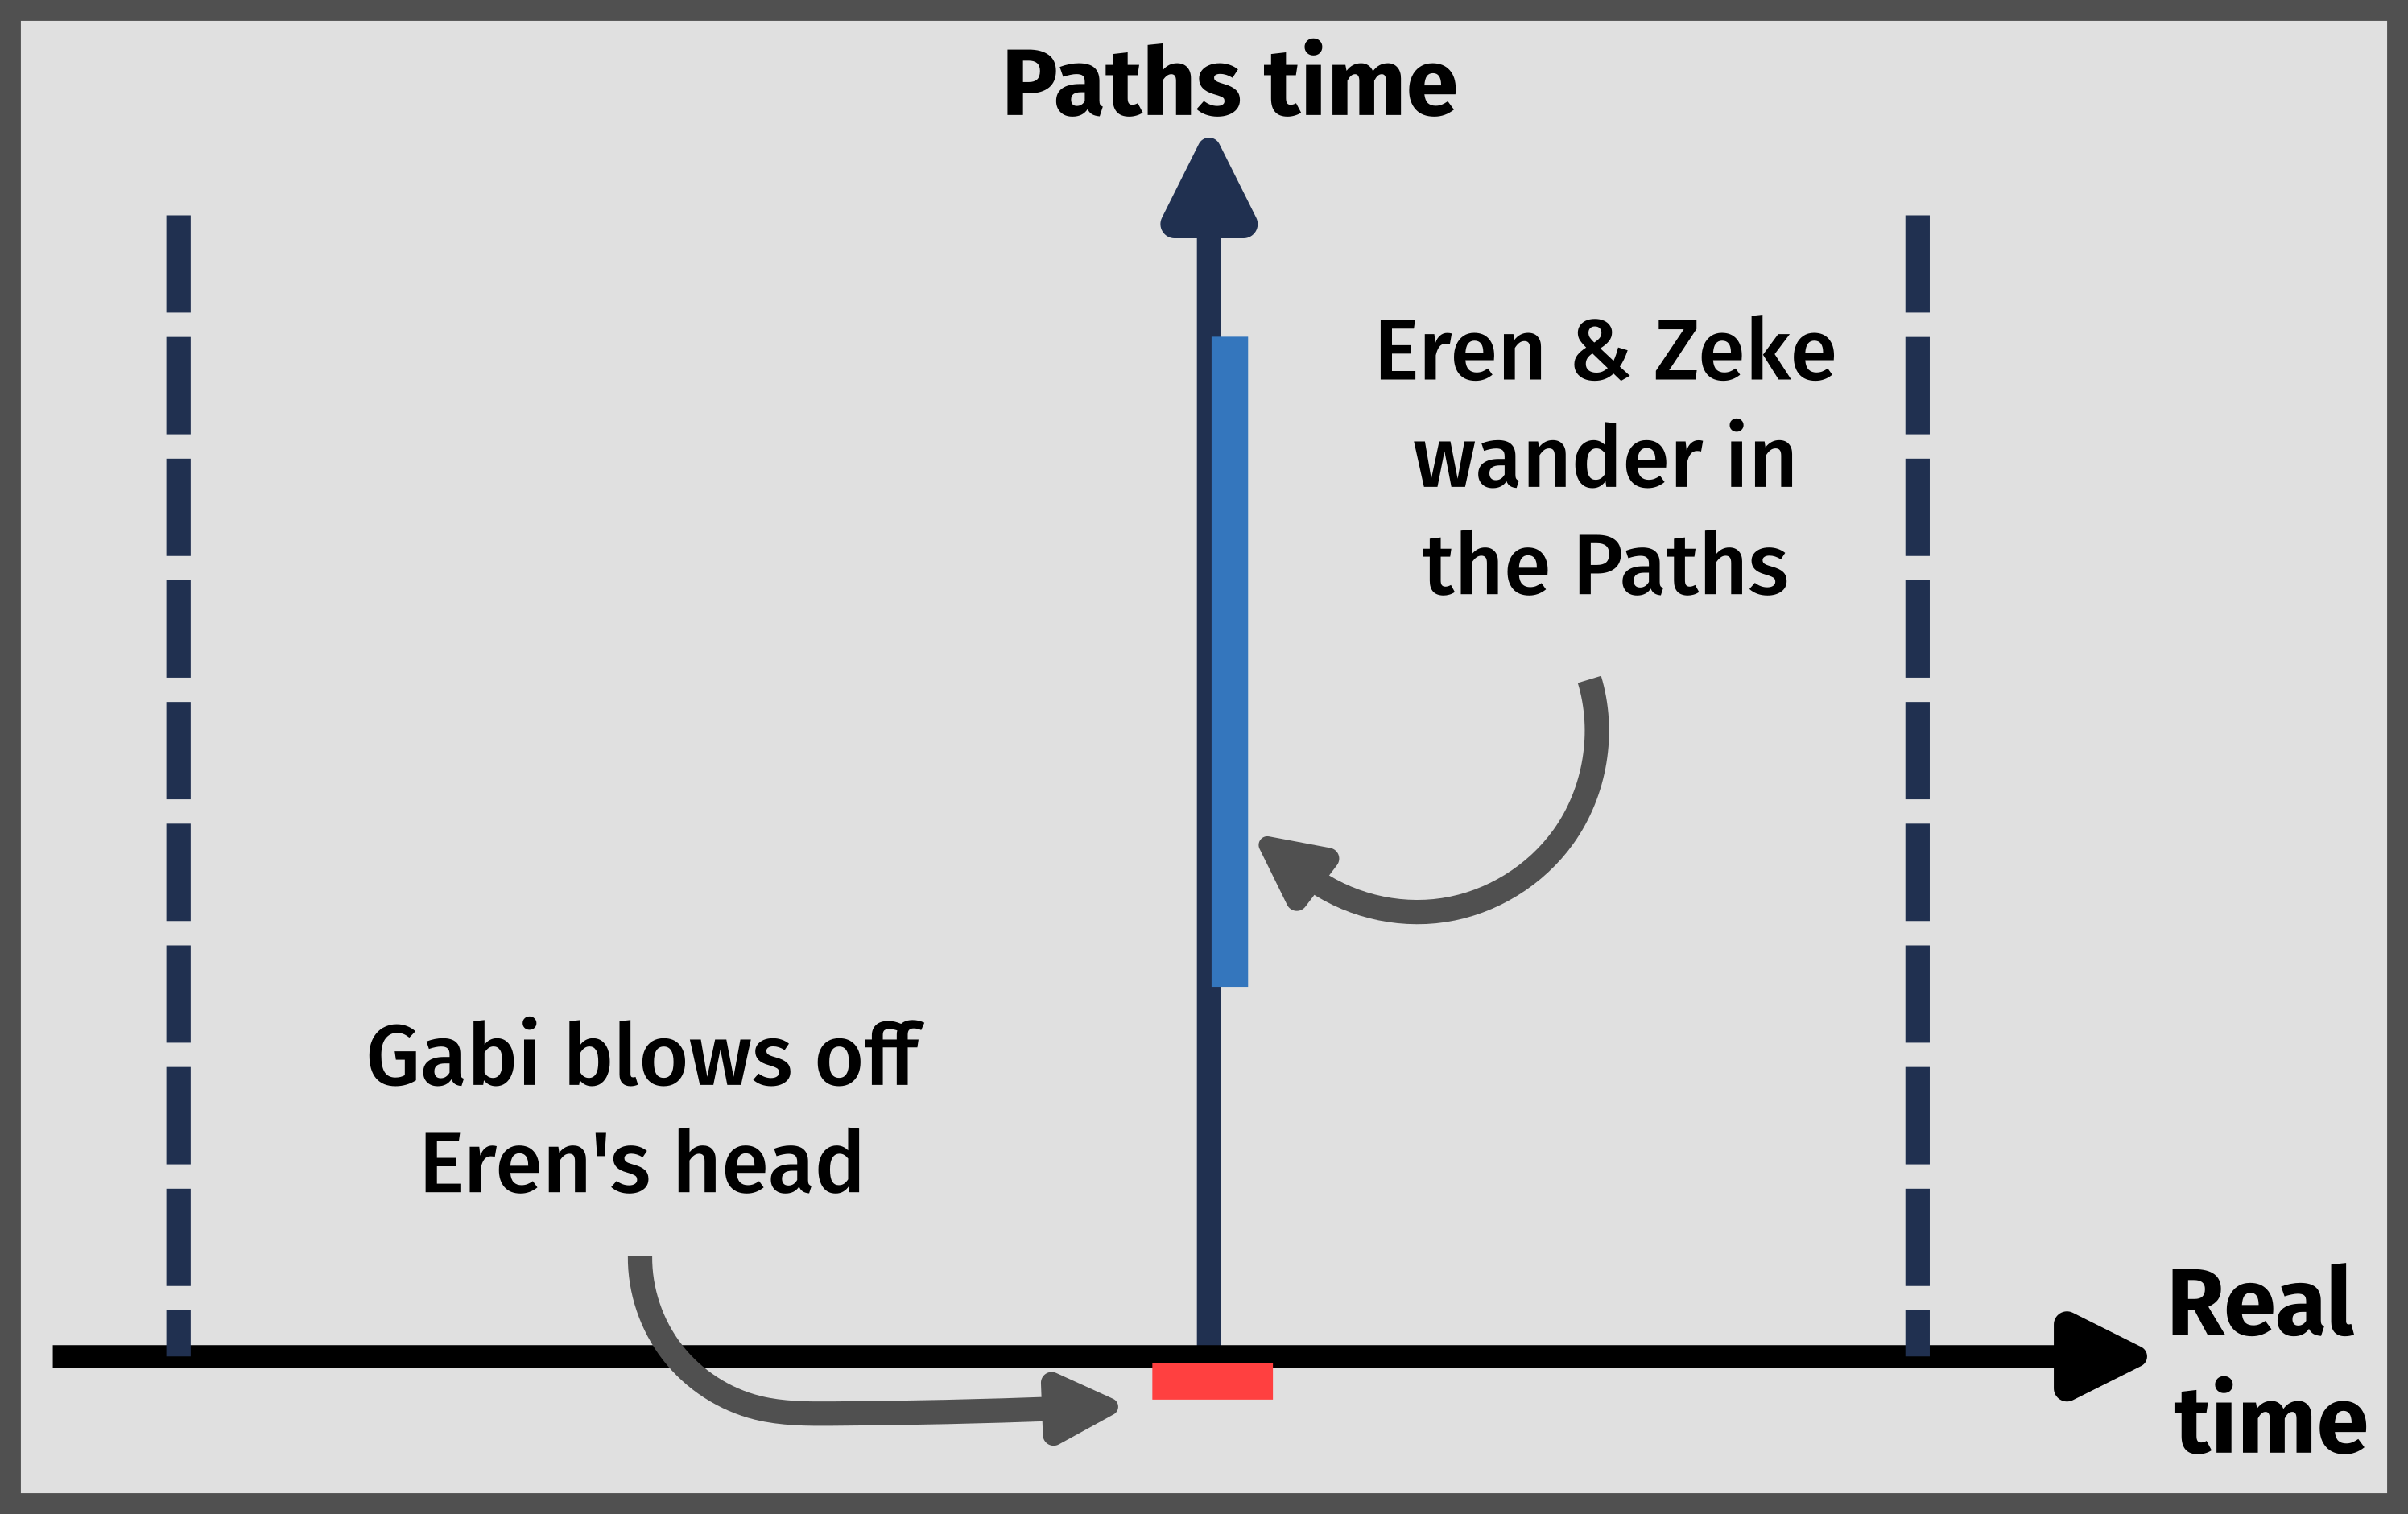 Paths time
Eren & Zeke
wander in
the Paths
Gabi blows off
Eren's head
Real
time